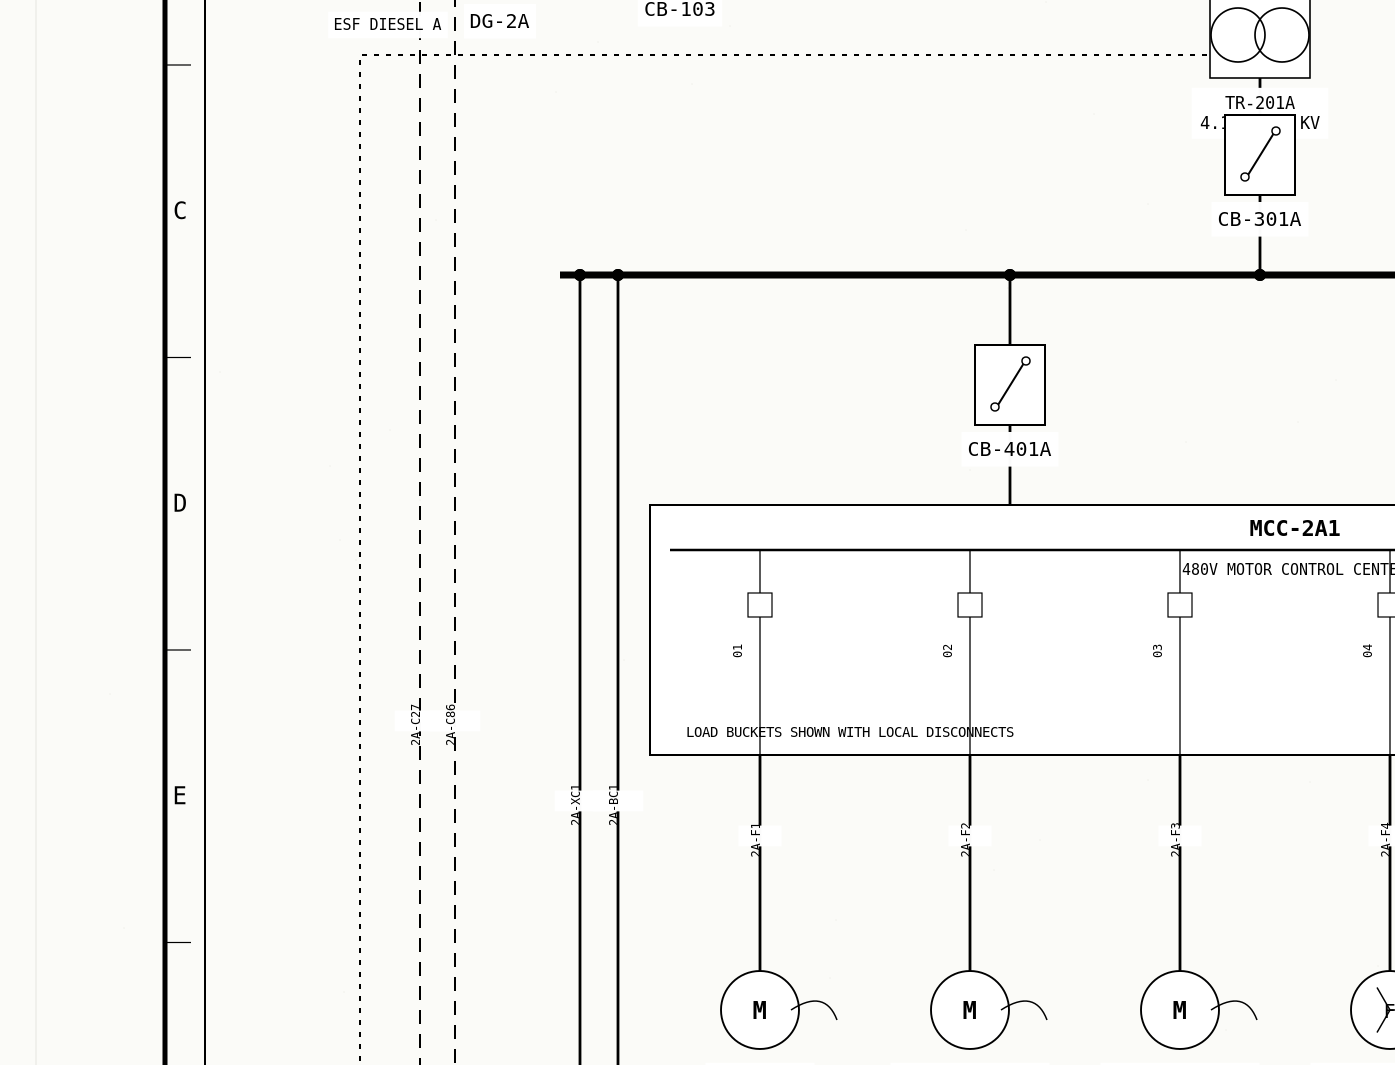 CB-103
ESF DIESEL A
DG-2A
TR-201A
KV
C
CB-301A
CB-401A
D
MCC-2A1
480V MOTOR CONTROL
01
02
03
04
2A-C27
2A-C86
LOAD BUCKETS SHOWN WITH LOCAL DISCONNECTS
E
2A-XC1
2A-BC1
2A-F1
2A-F2
2A-F3
2A-F4
M
M
M
F